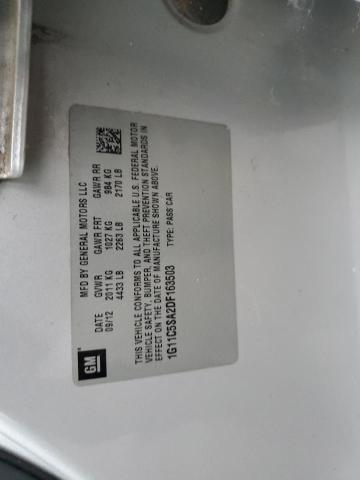 MFD BY GENERAL MOTORS LLC
DATE GVWR GAWR FRT GAWR RR
09/12 2011 KG 1027 KG 984 KG
4433 LB 2263 LB 2170 LB
THIS VEHICLE CONFORMS TO ALL APPLICABLE U.S. FEDERAL MOTOR
VEHICLE SAFETY, BUMPER, AND THEFT PREVENTION STANDARDS IN
EFFECT ON THE DATE OF MANUFACTURE SHOWN ABOVE.
1G11C5SA2DF163503 TYPE: PASS CAR
GM